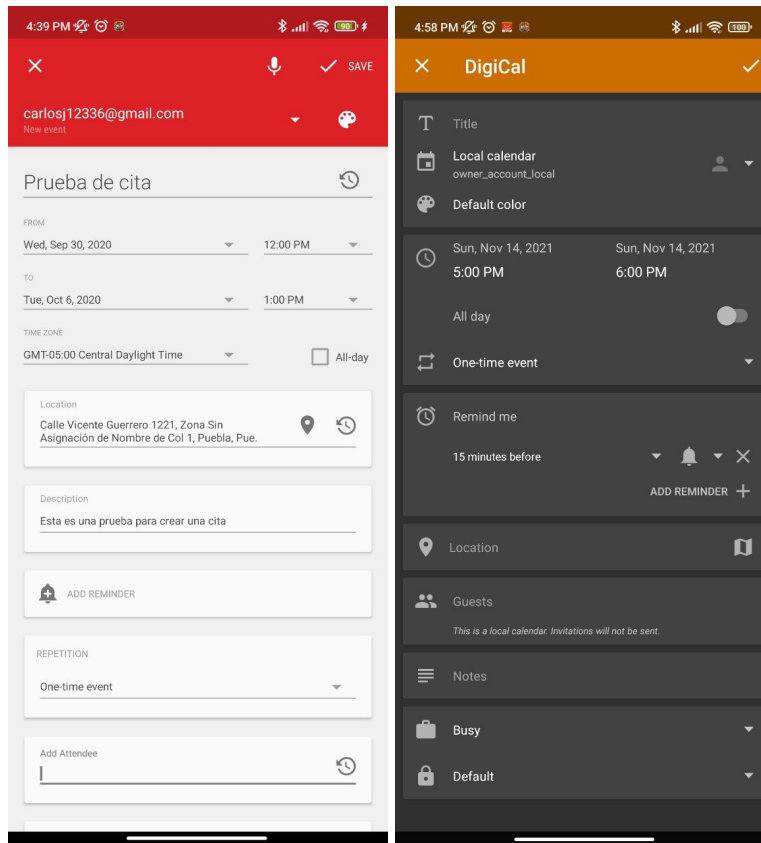 4:39 PM
90
SAVE
carlosj12336@gmail.com
New event
Prueba de cita
FROM
Wed, Sep 30, 2020
12:00 PM
TO
Tue, Oct 6, 2020
1:00 PM
TIME ZONE
GMT-05:00 Central Daylight Time
All-day
Location
Calle Vicente Guerrero 1221, Zona Sin
Asignación de Nombre de Col 1, Puebla, Pue.
Description
Esta es una prueba para crear una cita
ADD REMINDER
REPETITION
One-time event
Add Attendee
4:58 PM
100
DigiCal
Title
Local calendar
owner_account_local
Default color
Sun, Nov 14, 2021
Sun, Nov 14, 2021
5:00 PM
6:00 PM
All day
One-time event
Remind me
15 minutes before
ADD REMINDER
Location
Guests
This is a local calendar. Invitations will not be sent.
Notes
Busy
Default